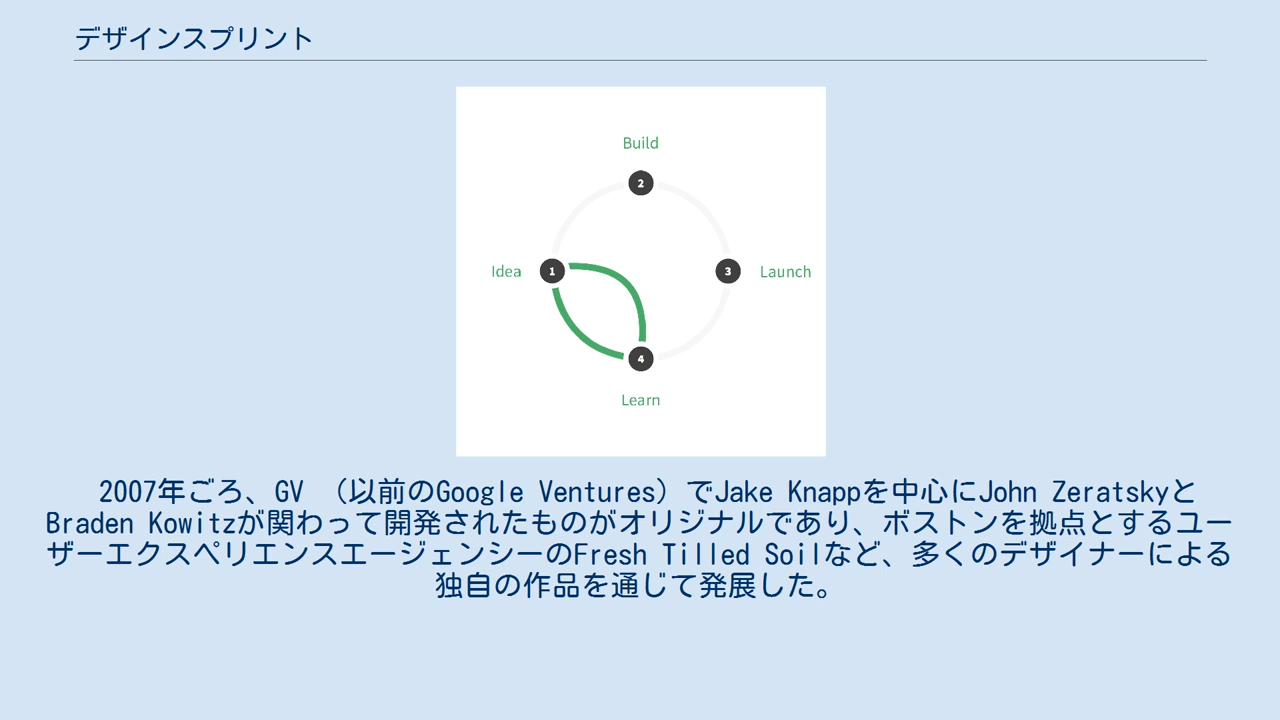 デザインスプリント
Build
2
Idea
1
3
Launch
4
Learn
2007年ごろ、GV （以前のGoogle Ventures）でJake Knappを中心にJohn Zeratskyと
Braden Kowitzが関わって開発されたものがオリジナルであり、ボストンを拠点とするユー
ザーエクスペリエンスエージェンシーのFresh Tilled Soilなど、多くのデザイナーによる
独自の作品を通じて発展した。